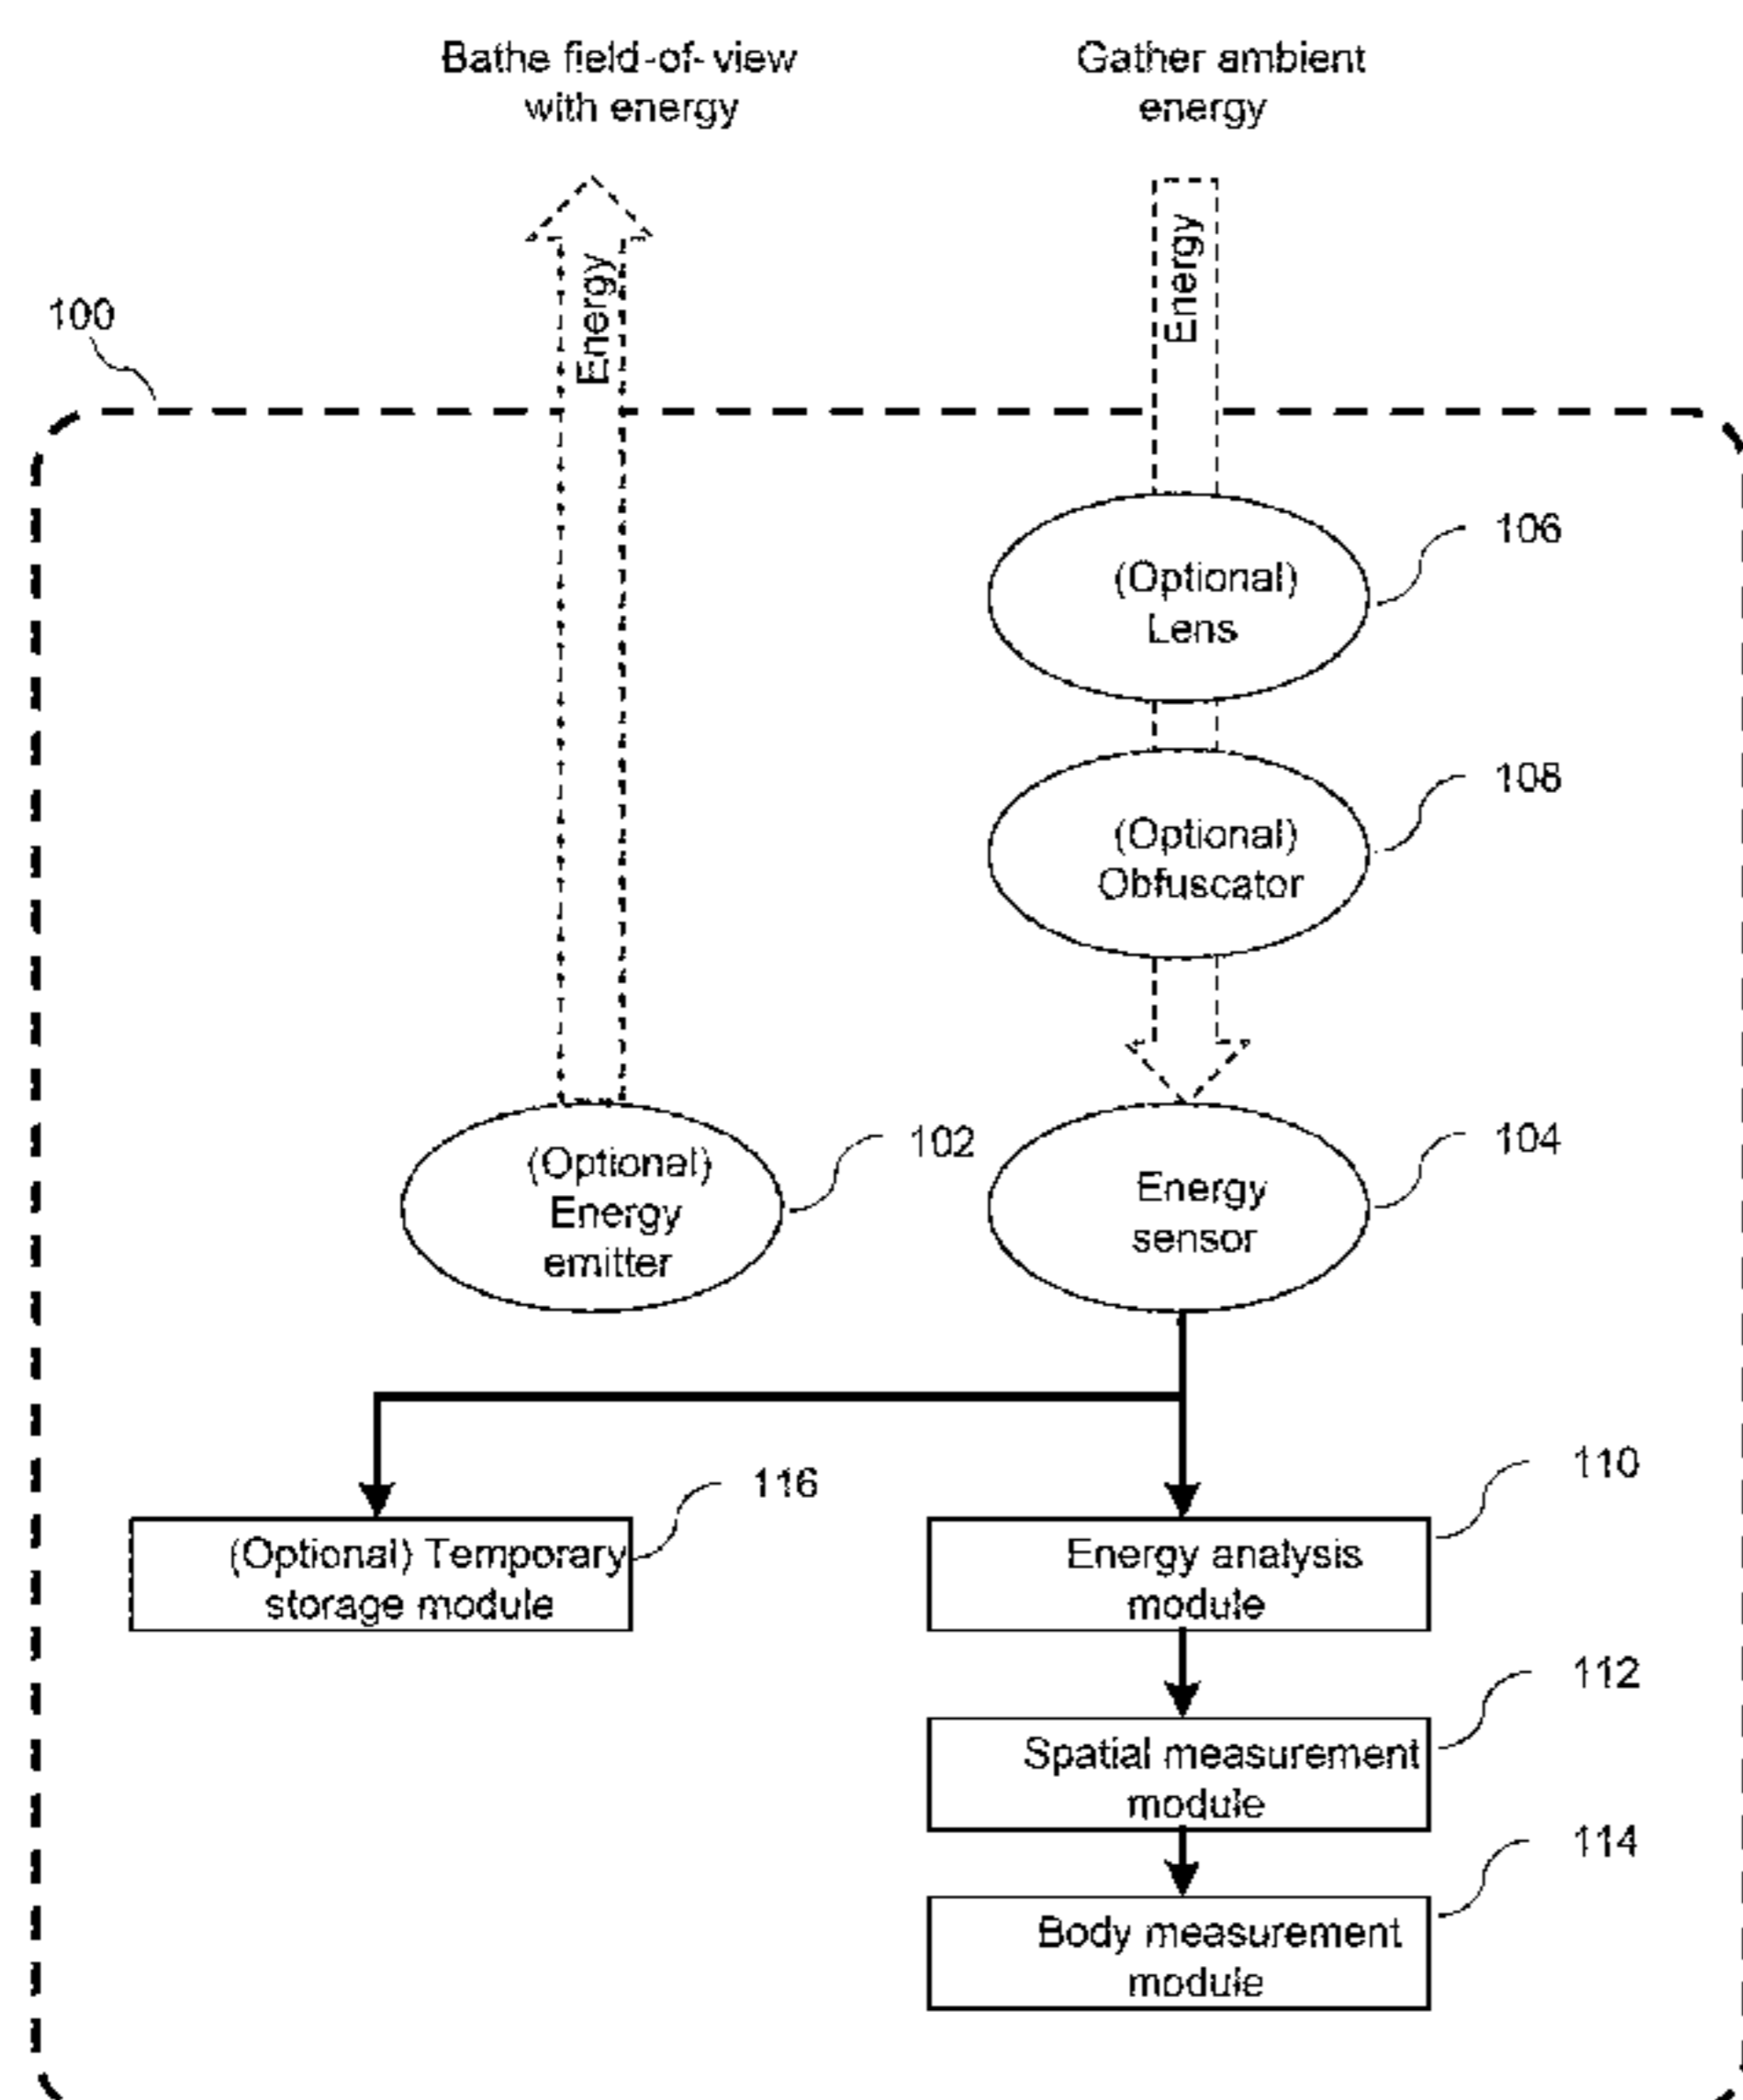 Bathe field-of-view
with energy
Gather ambient
energy
Energy
Energy
100
(Optional)
Lens
106
(Optional)
Obfuscator
108
(Optional)
Energy
emitter
102
Energy
sensor
104
(Optional) Temporary
storage module
116
Energy analysis
module
110
Spatial measurement
module
112
Body measurement
module
114